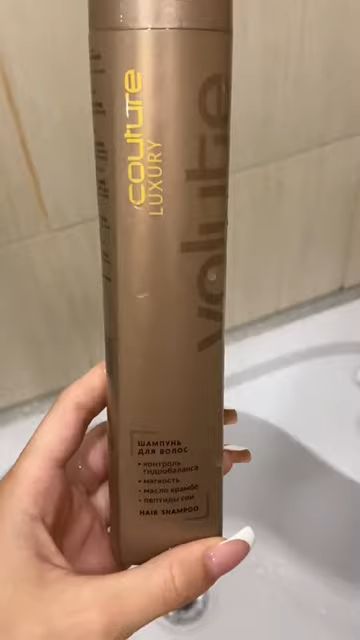 couture
LUXURY
volute
ШАМПУНЬ
ДЛЯ ВОЛОС
• контроль
гидробаланса
• мягкость
• масло крамбе
• пептиды сои
HAIR SHAMPOO